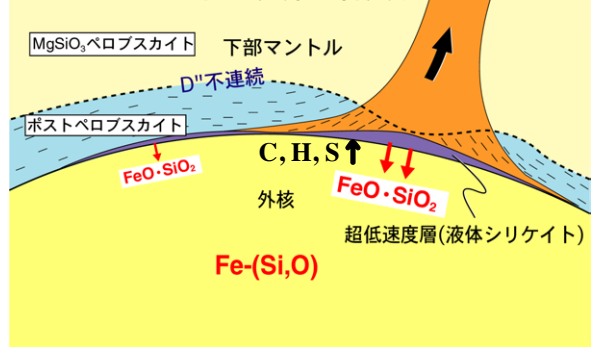 MgSiO₃ペロブスカイト
下部マントル
D"不連続
ポストペロブスカイト
C, H, S
FeO・SiO₂
FeO・SiO₂
外核
超低速度層(液体シリケイト)
Fe-(Si,O)